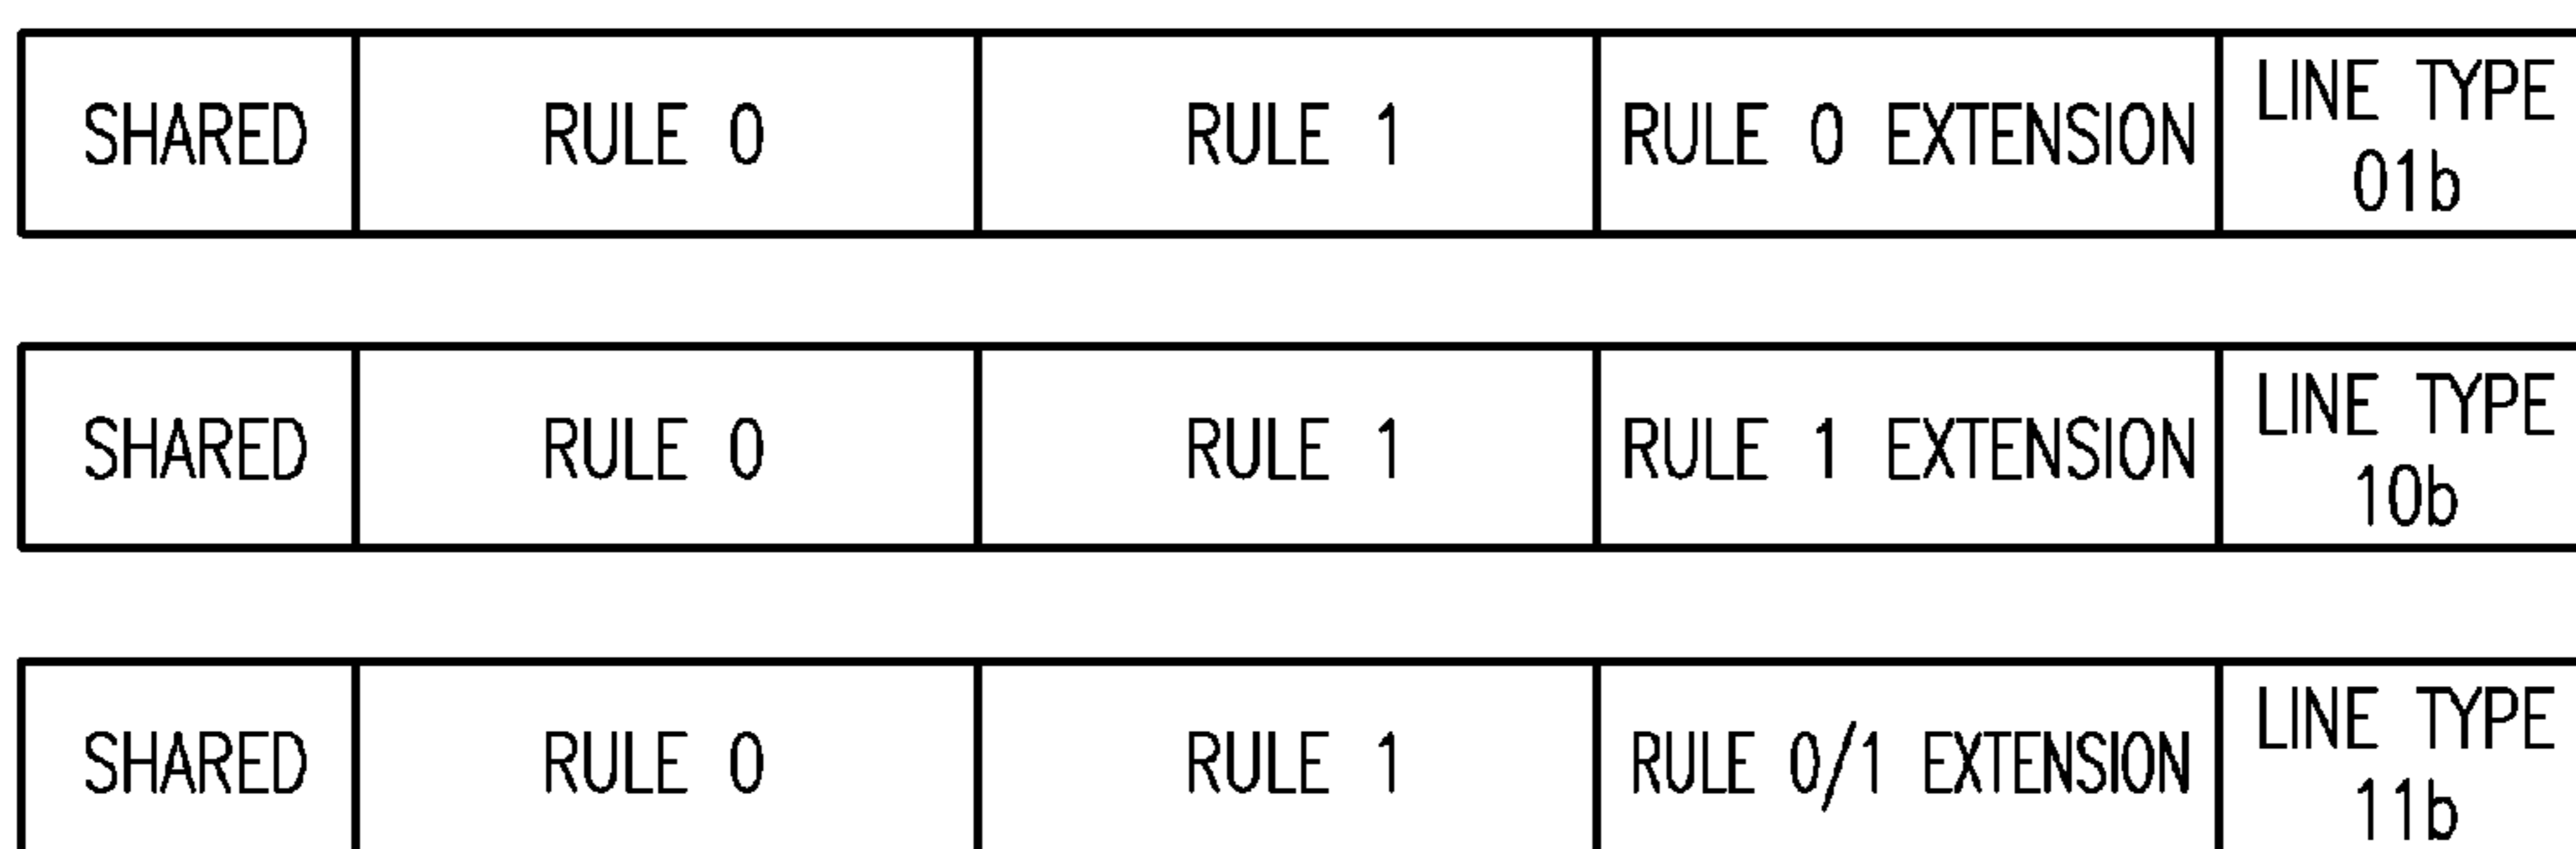 SHARED RULE 0 RULE 1 RULE 0 EXTENSION LINE TYPE
01b
SHARED RULE 0 RULE 1 RULE 1 EXTENSION LINE TYPE
10b
SHARED RULE 0 RULE 1 RULE 0/1 EXTENSION LINE TYPE
11b